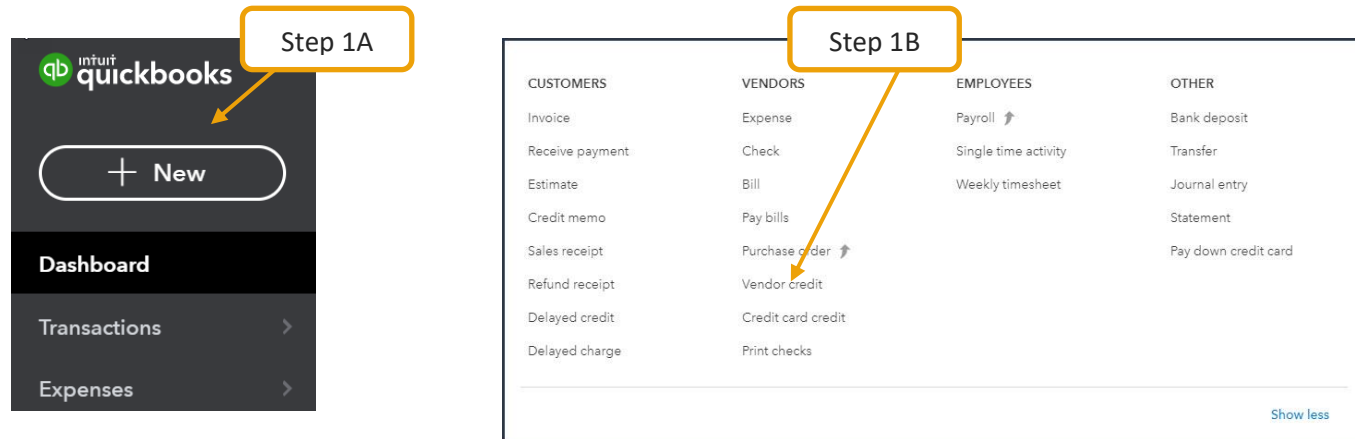 Step 1A
intuit
quickbooks
+ New
Dashboard
Transactions
Expenses
Step 1B
CUSTOMERS
Invoice
Receive payment
Estimate
Credit memo
Sales receipt
Refund receipt
Delayed credit
Delayed charge
VENDORS
Expense
Check
Bill
Pay bills
Purchase order
Vendor credit
Credit card credit
Print checks
EMPLOYEES
Payroll
Single time activity
Weekly timesheet
OTHER
Bank deposit
Transfer
Journal entry
Statement
Pay down credit card
Show less